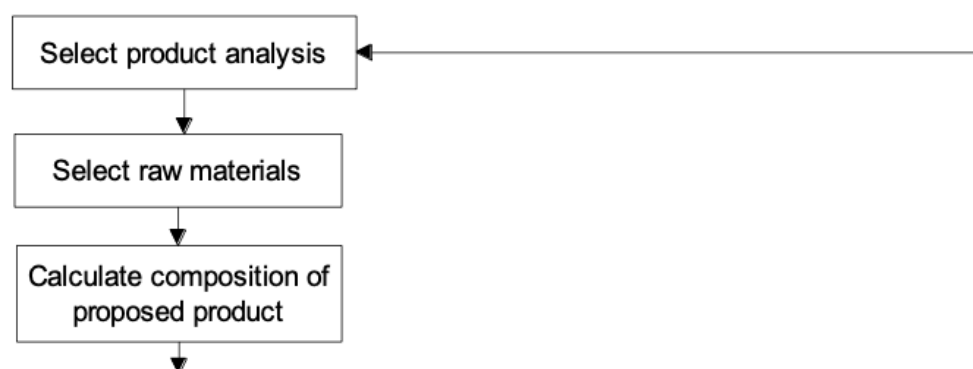 Select product analysis
Select raw materials
Calculate composition of
proposed product